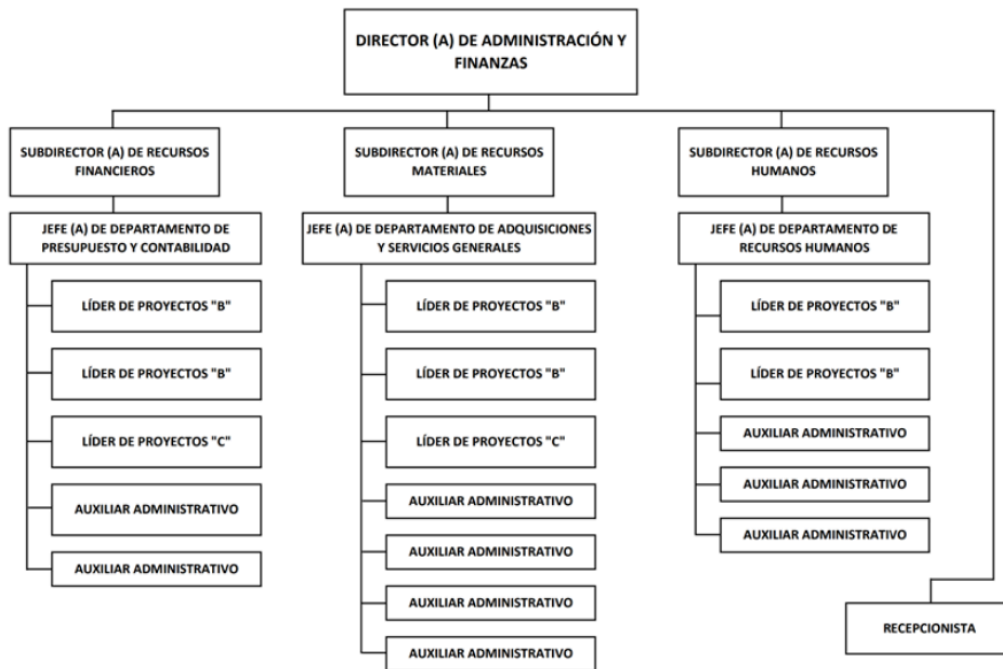 DIRECTOR (A) DE ADMINISTRACIÓN Y
FINANZAS
SUBDIRECTOR (A) DE RECURSOS
FINANCIEROS
JEFE (A) DE DEPARTAMENTO DE
PRESUPUESTO Y CONTABILIDAD
LÍDER DE PROYECTOS "B"
LÍDER DE PROYECTOS "B"
LÍDER DE PROYECTOS "C"
AUXILIAR ADMINISTRATIVO
AUXILIAR ADMINISTRATIVO
SUBDIRECTOR (A) DE RECURSOS
MATERIALES
JEFE (A) DE DEPARTAMENTO DE ADQUISICIONES
Y SERVICIOS GENERALES
LÍDER DE PROYECTOS "B"
LÍDER DE PROYECTOS "B"
LÍDER DE PROYECTOS "C"
AUXILIAR ADMINISTRATIVO
AUXILIAR ADMINISTRATIVO
AUXILIAR ADMINISTRATIVO
AUXILIAR ADMINISTRATIVO
SUBDIRECTOR (A) DE RECURSOS
HUMANOS
JEFE (A) DE DEPARTAMENTO DE
RECURSOS HUMANOS
LÍDER DE PROYECTOS "B"
LÍDER DE PROYECTOS "B"
AUXILIAR ADMINISTRATIVO
AUXILIAR ADMINISTRATIVO
AUXILIAR ADMINISTRATIVO
RECEPCIONISTA